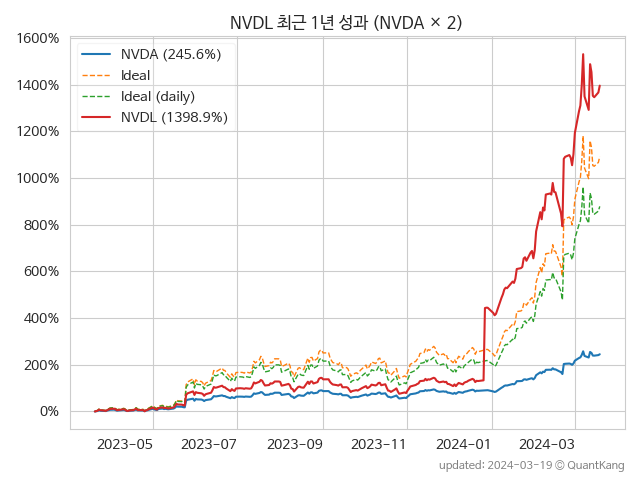 NVDL 최근 1년 성과 (NVDA × 2)
1600%
1400%
1200%
1000%
800%
600%
400%
200%
0%
NVDA (245.6%)
Ideal
Ideal (daily)
NVDL (1398.9%)
2023-05
2023-07
2023-09
2023-11
2024-01
2024-03
updated: 2024-03-19 © QuantKang